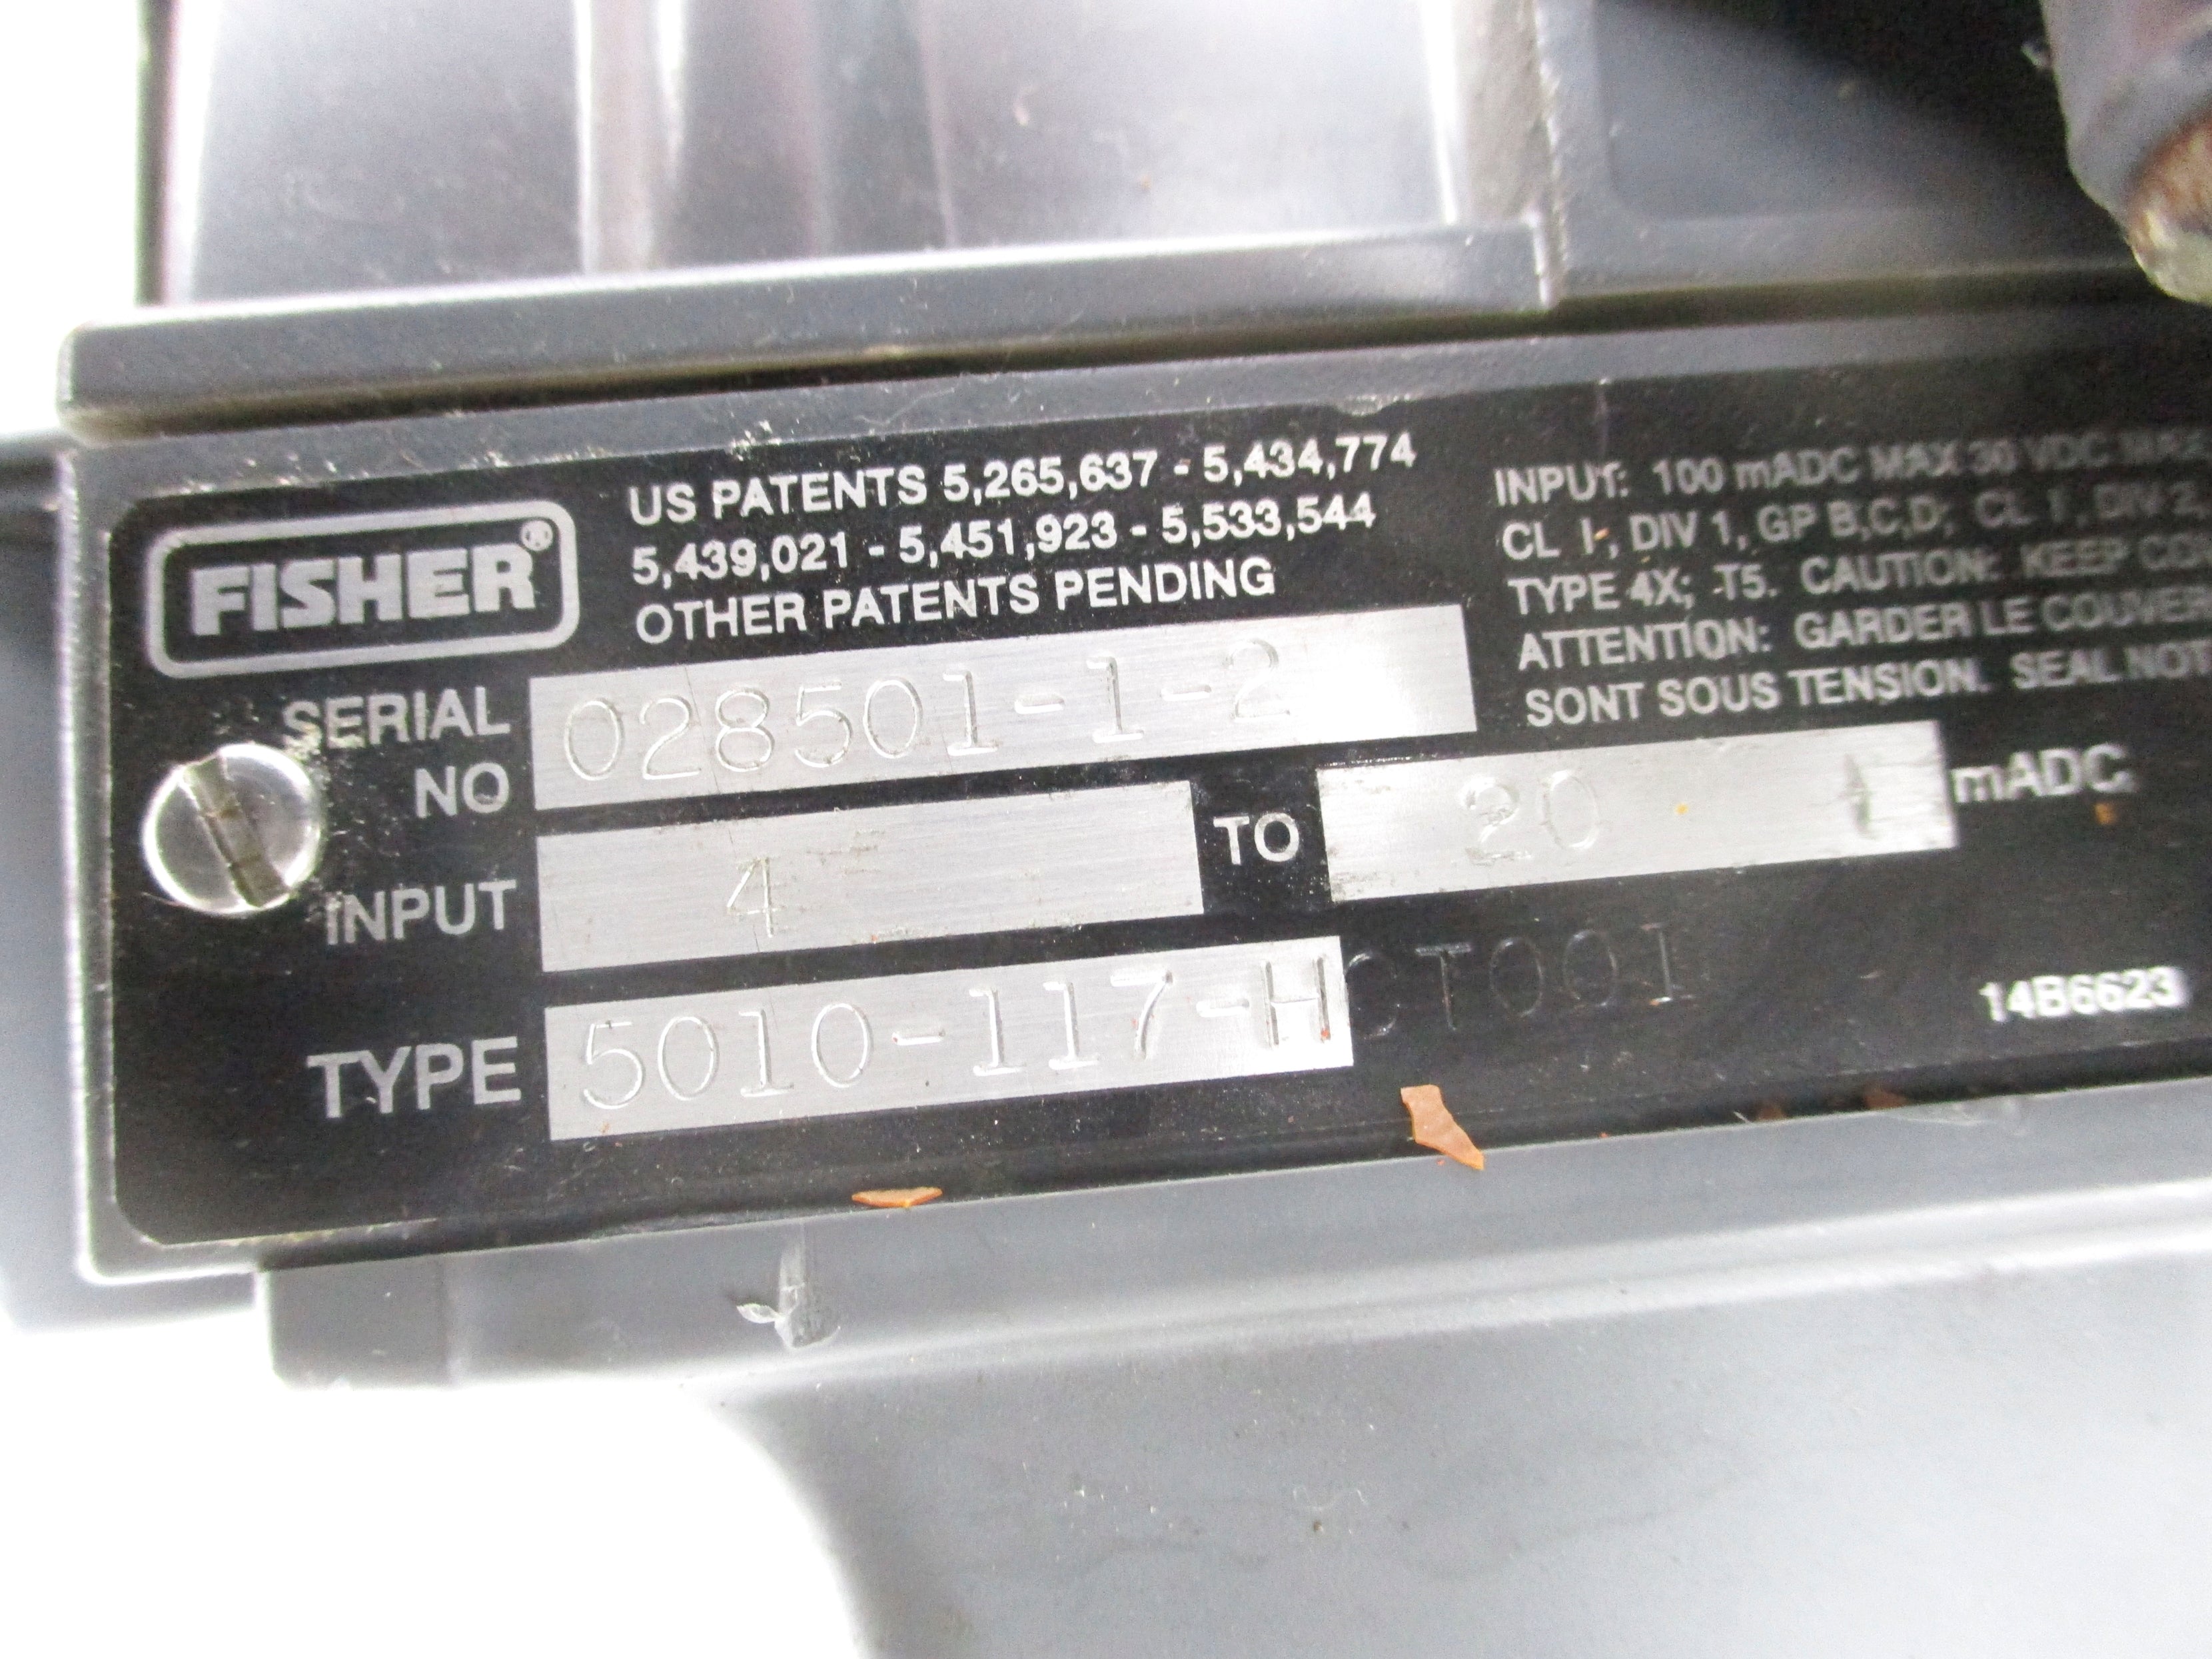 FISHER®
US PATENTS 5,265,637 - 5,434,774
5,439,021 - 5,451,923 - 5,533,544
OTHER PATENTS PENDING
INPUT: 100 mADC MAX 30 VDC MAX
CL I, DIV 1, GP B,C,D; CL I, DIV 2,
TYPE 4X; T5. CAUTION: KEEP
ATTENTION: GARDER LE
SONT SOUS TENSION. SEAL NOT
SERIAL NO 028501-1-2
INPUT 4 TO 20 mADC
TYPE 5010-117-HCT001
14B6623